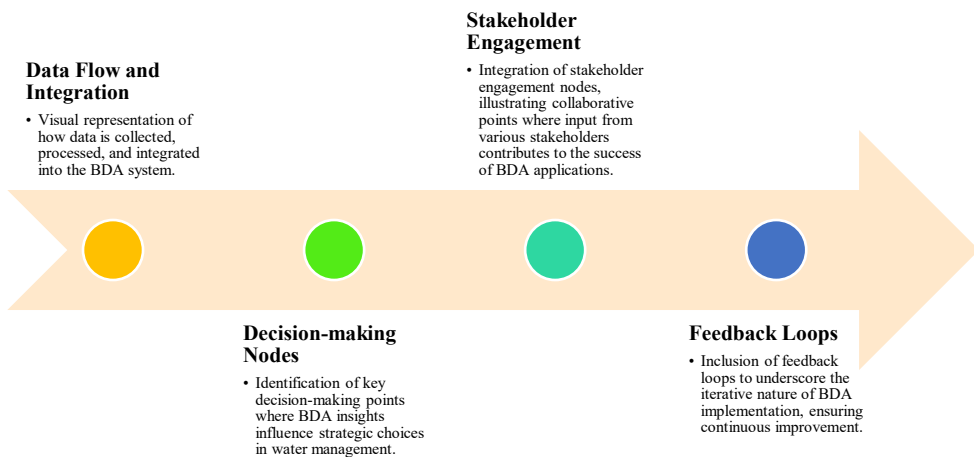 Data Flow and
Integration
• Visual representation of
how data is collected,
processed, and integrated
into the BDA system.
Decision-making
Nodes
• Identification of key
decision-making points
where BDA insights
influence strategic choices
in water management.
Stakeholder
Engagement
• Integration of stakeholder
engagement nodes,
illustrating collaborative
points where input from
various stakeholders
contributes to the success
of BDA applications.
Feedback Loops
• Inclusion of feedback
loops to underscore the
iterative nature of BDA
implementation, ensuring
continuous improvement.